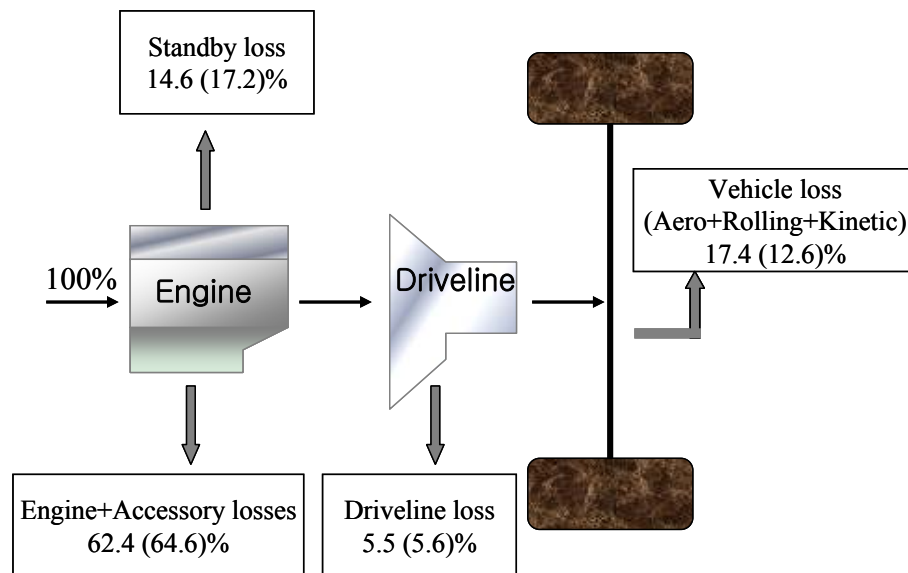 Standby loss
14.6 (17.2)%
Vehicle loss
(Aero+Rolling+Kinetic)
17.4 (12.6)%
100%
Engine
Driveline
Engine+Accessory losses
62.4 (64.6)%
Driveline loss
5.5 (5.6)%